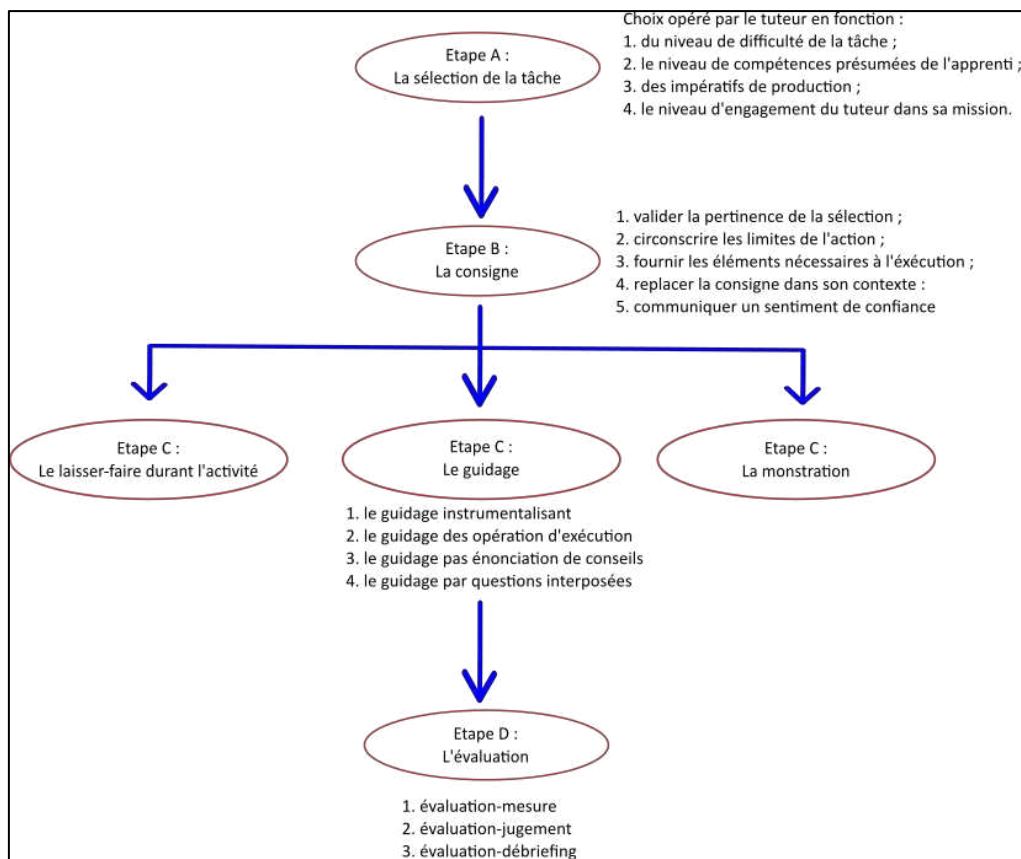 Choix opéré par le tuteur en fonction :
1. du niveau de difficulté de la tâche ;
2. le niveau de compétences présumées de l'apprenti ;
3. des impératifs de production ;
4. le niveau d'engagement du tuteur dans sa mission.
Etape A :
La sélection de la tâche
1. valider la pertinence de la sélection ;
2. circonscrire les limites de l'action ;
3. fournir les éléments nécessaires à l'éxécution ;
4. replacer la consigne dans son contexte :
5. communiquer un sentiment de confiance
Etape B :
La consigne
Etape C :
Le laisser-faire durant l'activité
Etape C :
Le guidage
Etape C :
La monstration
1. le guidage instrumentalisant
2. le guidage des opération d'exécution
3. le guidage pas énonciation de conseils
4. le guidage par questions interposées
Etape D :
L'évaluation
1. évaluation-mesure
2. évaluation-jugement
3. évaluation-débriefing